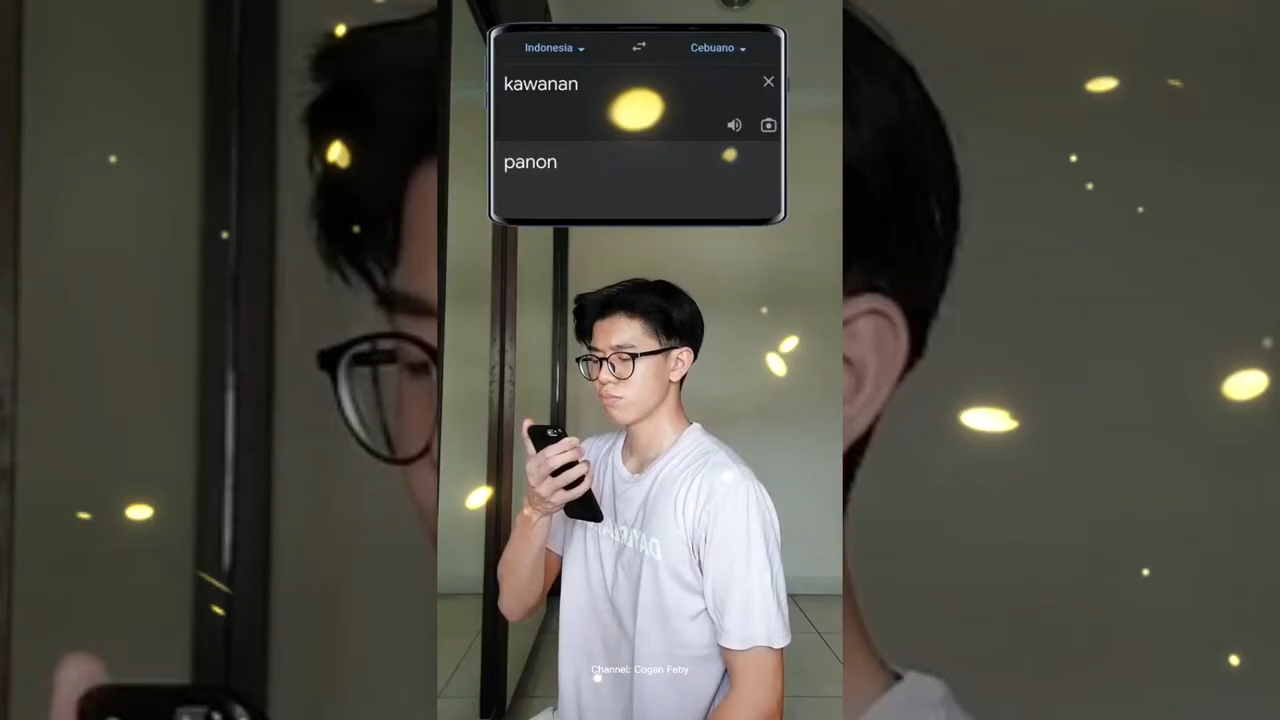 Indonesia
Cebuano
kawanan
panon
Channel: Cogan Feby